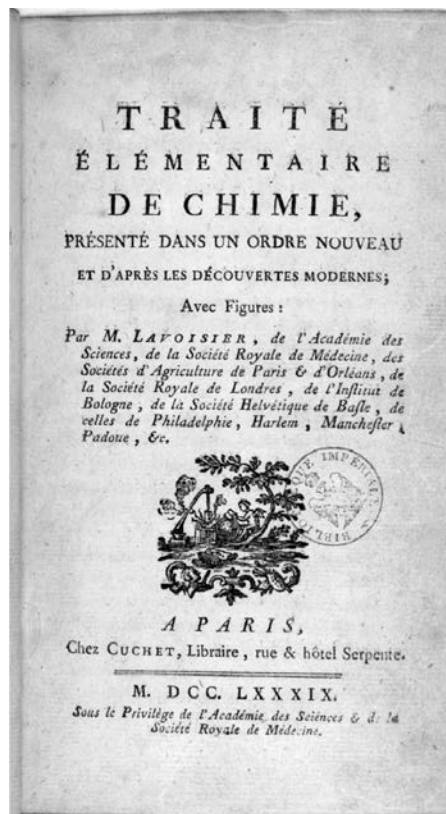 TRAITÉ
ÉLÉMENTAIRE
DE CHIMIE,
PRÉSENTÉ DANS UN ORDRE NOUVEAU
ET D'APRÈS LES DÉCOUVERTES MODERNES;
Avec Figures :
Par M. LAVOISIER, de l'Académie des
Sciences, de la Société Royale de Médecine, des
Sociétés d'Agriculture de Paris & d'Orléans, de
la Société Royale de Londres, de l'Inſtitut de
Bologne, de la Société Helvétique de Baſle, de
celles de Philadelphie, Harlem, Mancheſter,
Padoue, &c.
BIBLIOTHÈQUE IMPÉRIALE
A PARIS,
Chez CUCHET, Libraire, rue & hôtel Serpente.
M. DCC. LXXXIX.
Sous le Privilège de l'Académie des Sciences & de la
Société Royale de Médecine.